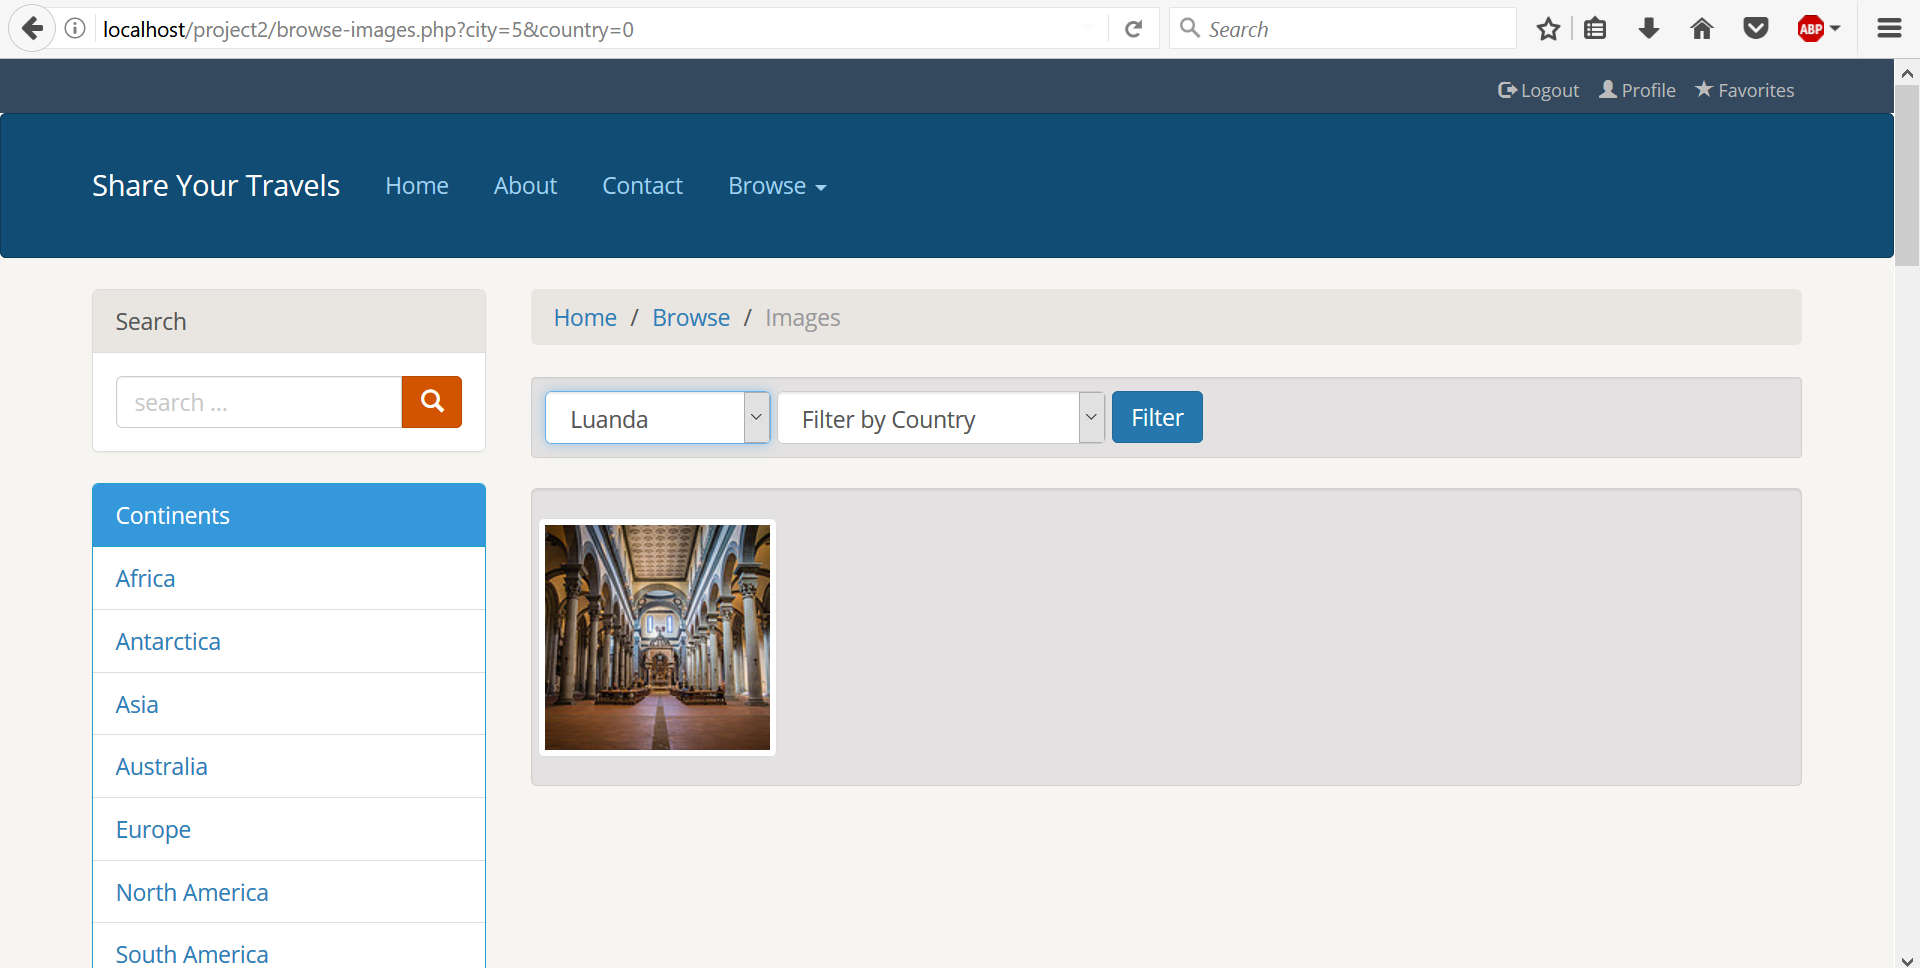 localhost/project2/browse-images.php?city=5&country=0
Search
ABP
Logout Profile Favorites
Share Your Travels Home About Contact Browse
Search
search ...
Continents
Africa
Antarctica
Asia
Australia
Europe
North America
South America
Home / Browse / Images
Luanda Filter by Country Filter